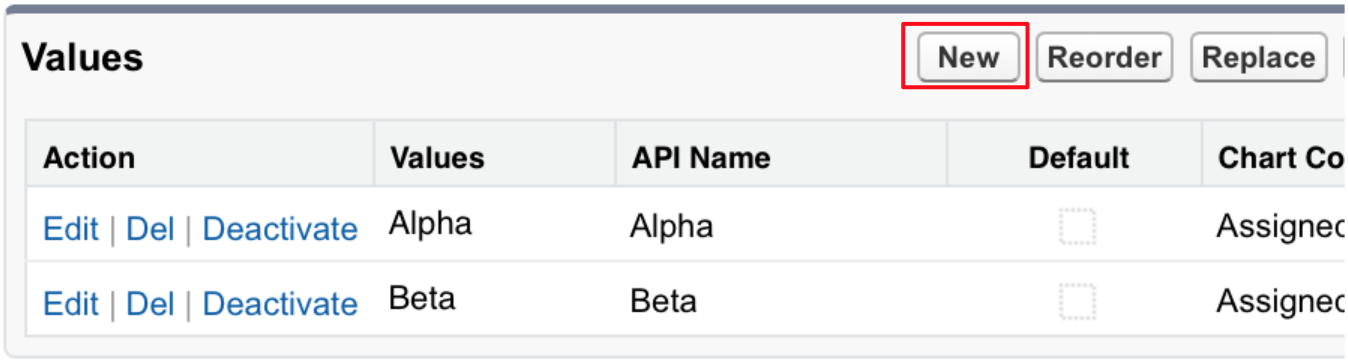 Values New Reorder Replace
Action Values API Name Default Chart Co
Edit | Del | Deactivate Alpha Alpha Assigned
Edit | Del | Deactivate Beta Beta Assigned